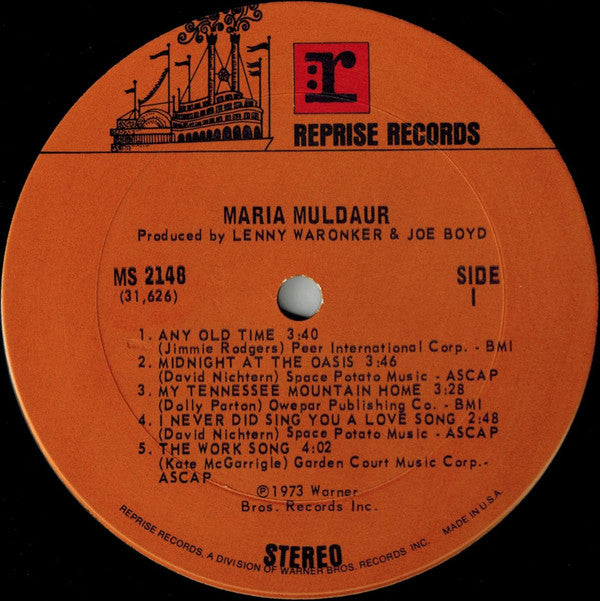 :r
REPRISE RECORDS
MARIA MULDAUR
Produced by LENNY WARONKER & JOE BOYD
MS 2148
(31,626)
SIDE
1
1. ANY OLD TIME 3:40
(Jimmie Rodgers) Peer International Corp. - BMI
2. MIDNIGHT AT THE OASIS 3:46
(David Nichtern) Space Potato Music - ASCAP
3. MY TENNESSEE MOUNTAIN HOME 3:28
(Dolly Parton) Owepar Publishing Co. - BMI
4. I NEVER DID SING YOU A LOVE SONG 2:48
(David Nichtern) Space Potato Music - ASCAP
5. THE WORK SONG 4:02
(Kate McGarrigle) Garden Court Music Corp.-
ASCAP
℗1973 Warner
Bros. Records Inc.
STEREO
REPRISE RECORDS, A DIVISION OF WARNER BROS. RECORDS INC. MADE IN U.S.A.